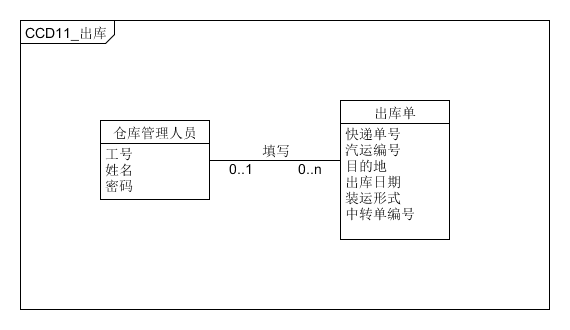 CCD11_出库
仓库管理人员
工号
姓名
密码
填写
0..1
0..n
出库单
快递单号
汽运编号
目的地
出库日期
装运形式
中转单编号